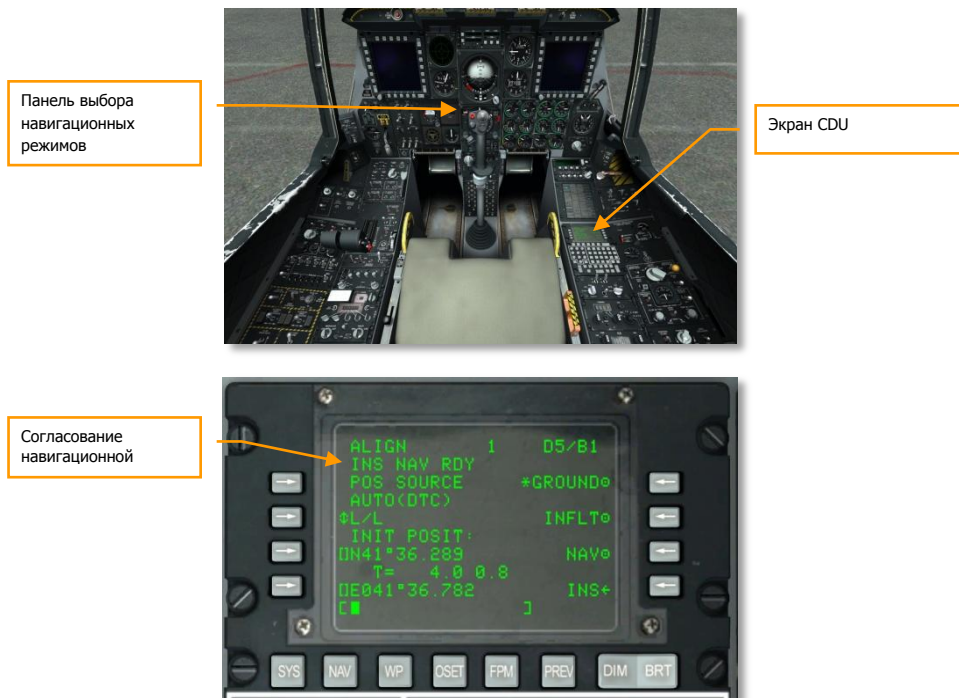 Панель выбора
навигационных
режимов
Экран CDU
Согласование
навигационной
ALIGN 1 D5/B1
INS NAV RDY
POS SOURCE *GROUND
AUTO(DTC)
L/L INFLT
INIT POSIT:
N41°36.289 NAV
T= 4.0 0.8
E041°36.782 INS←
[ ]
SYS NAV WP OSET FPM PREV DIM BRT